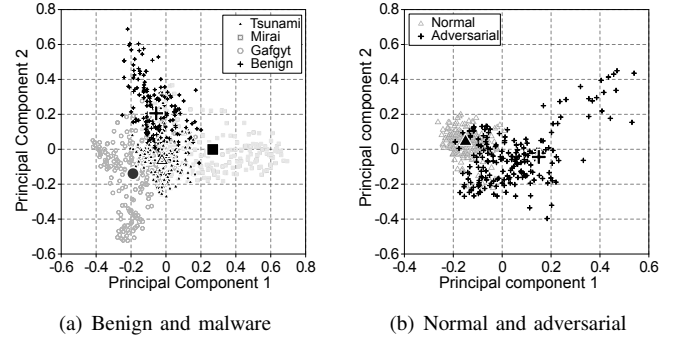 0.8
0.6
0.4
0.2
0
-0.2
-0.4
-0.6
Principal Component 2
-0.6 -0.4 -0.2 0 0.2 0.4 0.6 0.8
Principal Component 1
Tsunami
Mirai
Gafgyt
Benign
(a) Benign and malware
0.8
0.6
0.4
0.2
0
-0.2
-0.4
-0.6
Principal component 2
-0.4 -0.2 0 0.2 0.4 0.6
Principal component 1
Normal
Adversarial
(b) Normal and adversarial